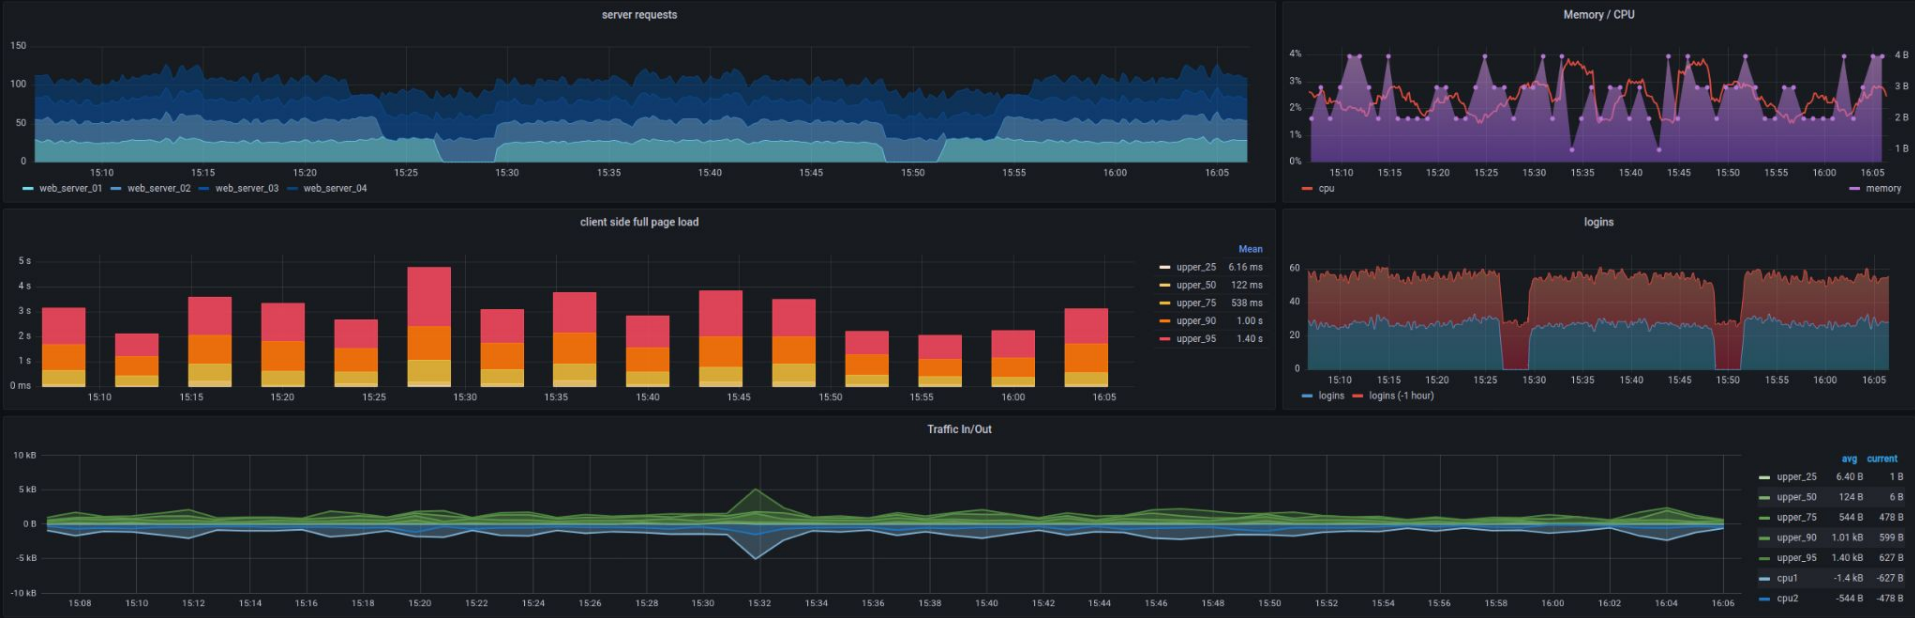 server requests
150
100
50
0
15:10 15:15 15:20 15:25 15:30 15:35 15:40 15:45 15:50 15:55 16:00 16:05
web_server_01 web_server_02 web_server_03 web_server_04
Memory / CPU
4% 4 B
3% 3 B
2% 2 B
1% 1 B
0%
15:10 15:15 15:20 15:25 15:30 15:35 15:40 15:45 15:50 15:55 16:00 16:05
cpu memory
client side full page load
5 s
4 s
3 s
2 s
1 s
0 ms
15:10 15:15 15:20 15:25 15:30 15:35 15:40 15:45 15:50 15:55 16:00 16:05
Mean
upper_25 6.16 ms
upper_50 122 ms
upper_75 538 ms
upper_90 1.00 s
upper_95 1.40 s
logins
60
40
20
0
15:10 15:15 15:20 15:25 15:30 15:35 15:40 15:45 15:50 15:55 16:00 16:05
logins logins (-1 hour)
Traffic In/Out
10 kB
5 kB
0 B
-5 kB
-10 kB
15:08 15:10 15:12 15:14 15:16 15:18 15:20 15:22 15:24 15:26 15:28 15:30 15:32 15:34 15:36 15:38 15:40 15:42 15:44 15:46 15:48 15:50 15:52 15:54 15:56 15:58 16:00 16:02 16:04 16:06
avg current
upper_25 6.40 B 1 B
upper_50 124 B 6 B
upper_75 544 B 478 B
upper_90 1.01 kB 599 B
upper_95 1.40 kB 627 B
cpu1 -1.4 kB -627 B
cpu2 -544 B -478 B